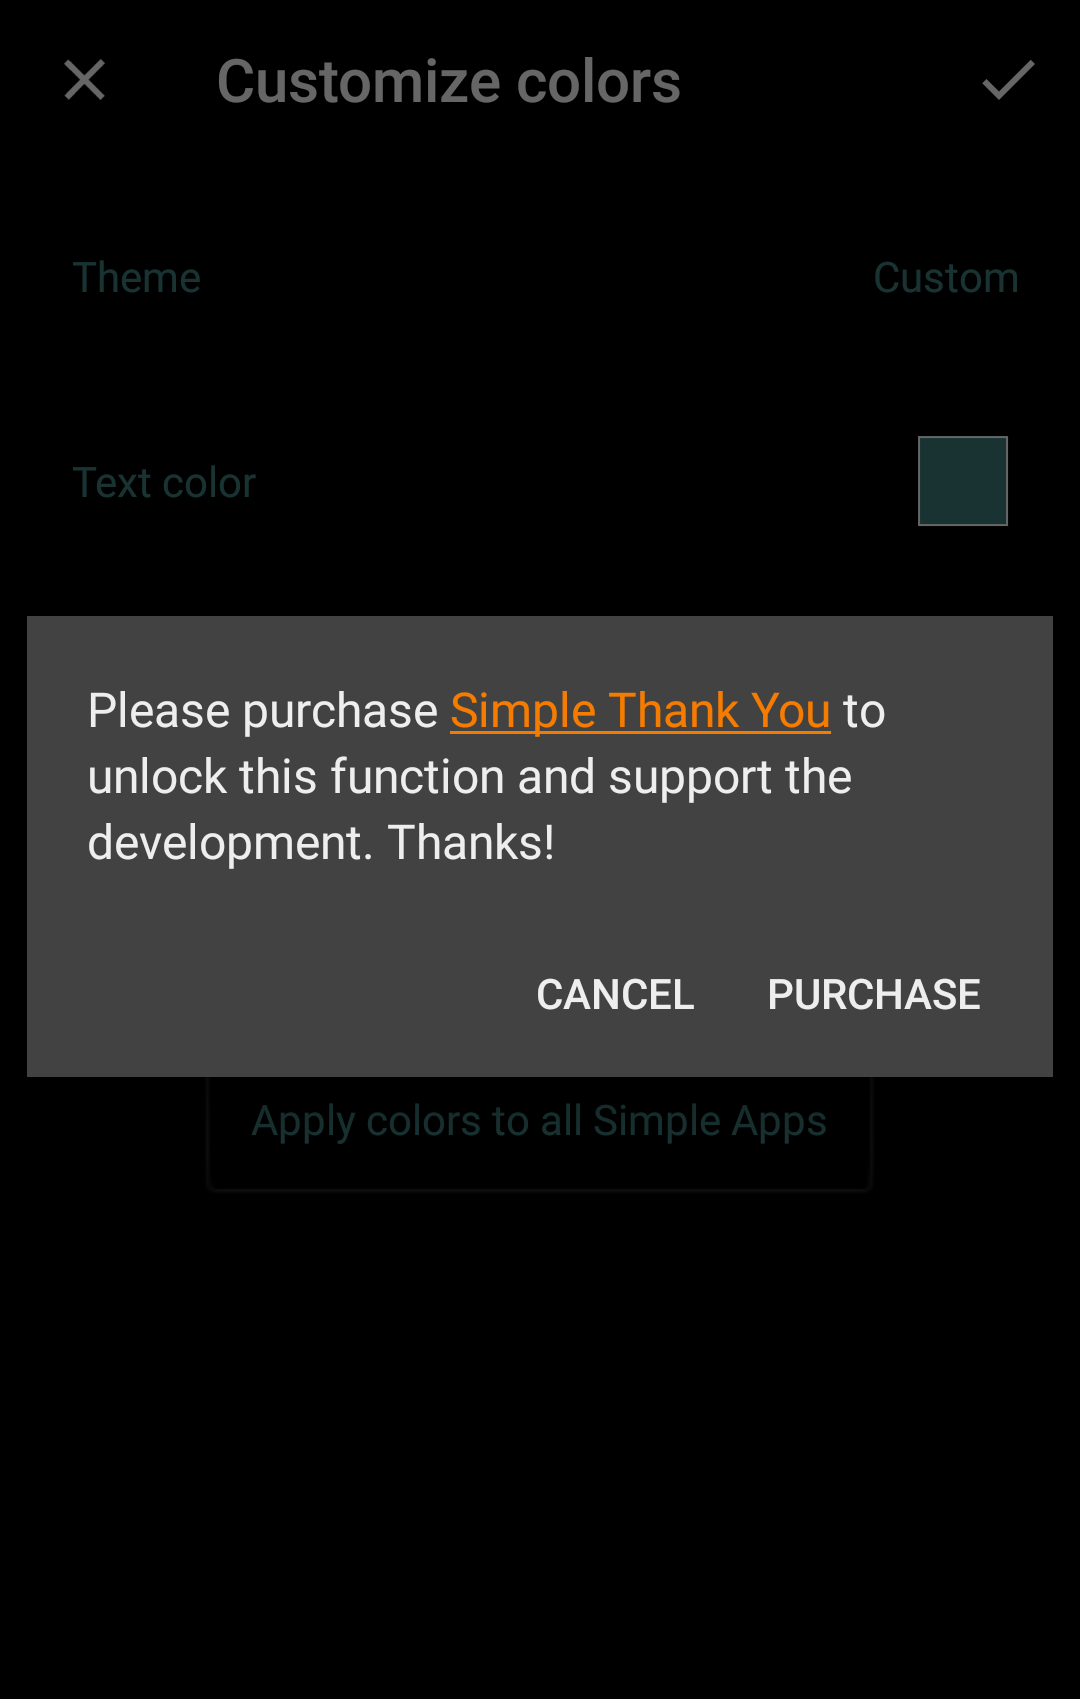 Customize colors
Theme
Custom
Text color
Please purchase Simple Thank You to
unlock this function and support the
development. Thanks!
CANCEL
PURCHASE
Apply colors to all Simple Apps